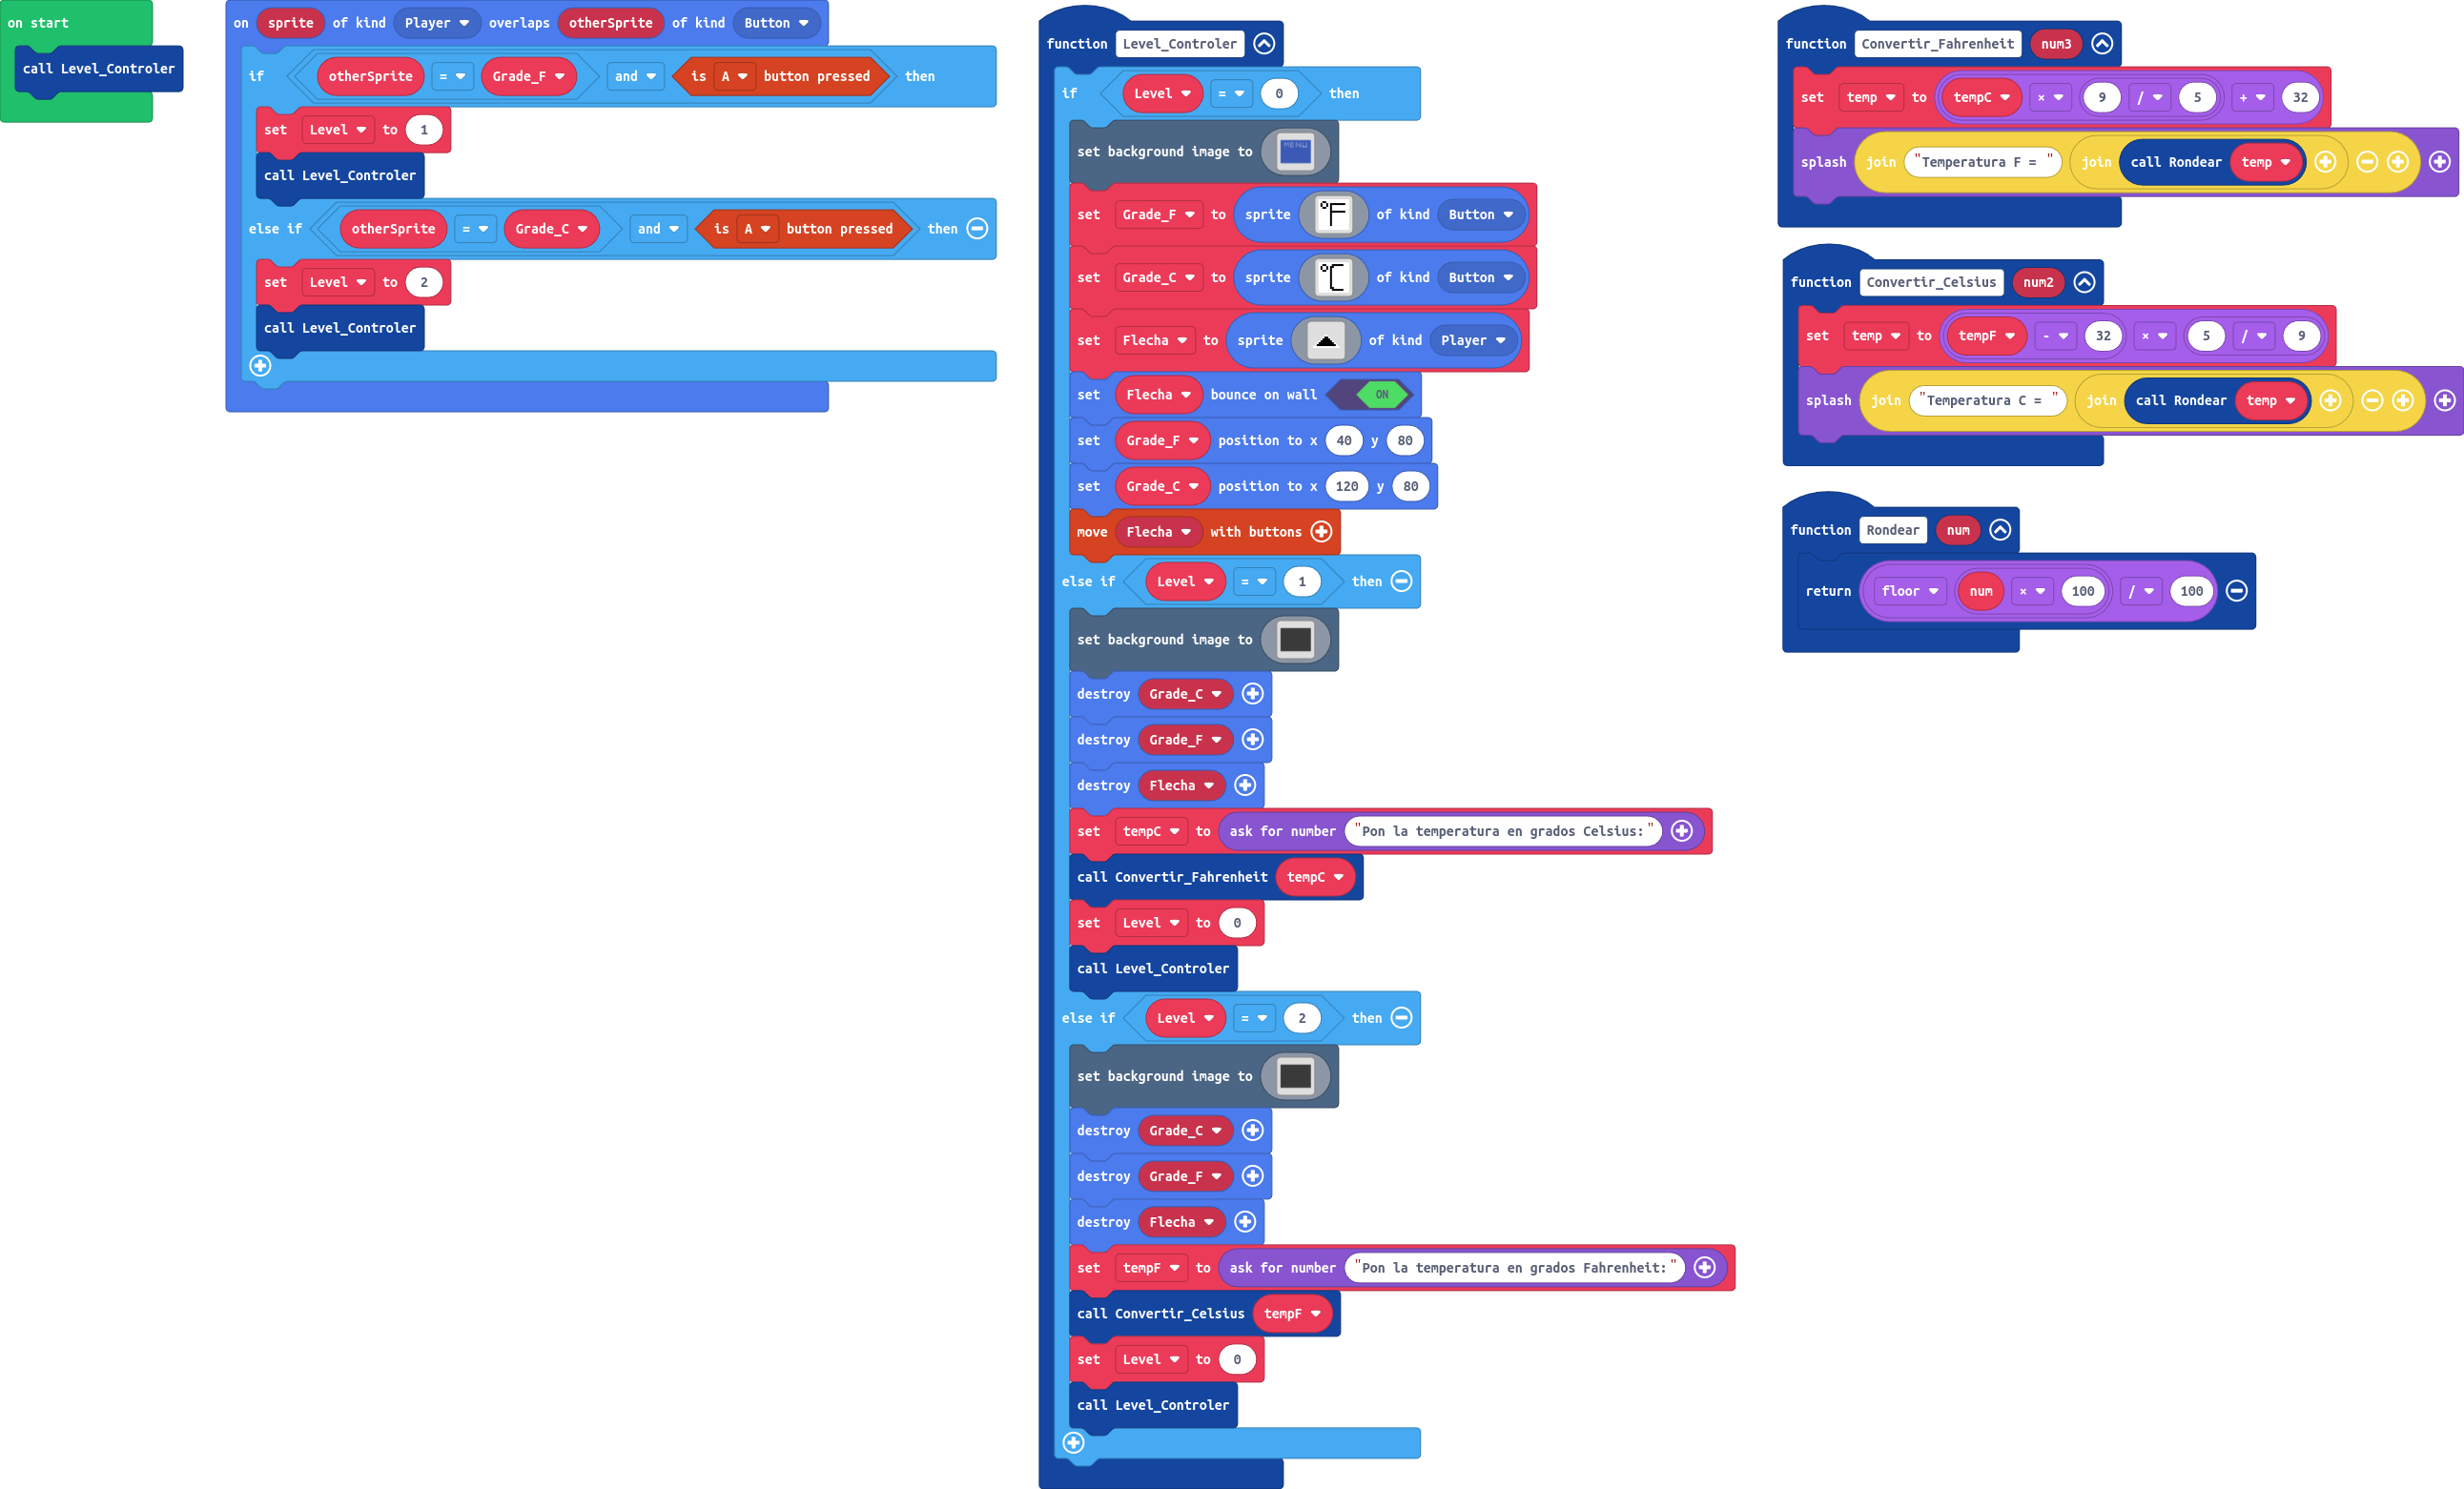 on start
call Level_Controler
on sprite of kind Player overlaps otherSprite of kind Button
if otherSprite = Grade_F and is A button pressed then
set Level to 1
call Level_Controler
else if otherSprite = Grade_C and is A button pressed then
set Level to 2
call Level_Controler
function Level_Controler
if Level = 0 then
set background image to MENU
set Grade_F to sprite °F of kind Button
set Grade_C to sprite °C of kind Button
set Flecha to sprite of kind Player
set Flecha bounce on wall ON
set Grade_F position to x 40 y 80
set Grade_C position to x 120 y 80
move Flecha with buttons
else if Level = 1 then
set background image to
destroy Grade_C
destroy Grade_F
destroy Flecha
set tempC to ask for number "Pon la temperatura en grados Celsius:"
call Convertir_Fahrenheit tempC
set Level to 0
call Level_Controler
else if Level = 2 then
set background image to
destroy Grade_C
destroy Grade_F
destroy Flecha
set tempF to ask for number "Pon la temperatura en grados Fahrenheit:"
call Convertir_Celsius tempF
set Level to 0
call Level_Controler
function Convertir_Fahrenheit num3
set temp to tempC × 9 / 5 + 32
splash join "Temperatura F = " join call Rondear temp
function Convertir_Celsius num2
set temp to tempF - 32 × 5 / 9
splash join "Temperatura C = " join call Rondear temp
function Rondear num
return floor num × 100 / 100